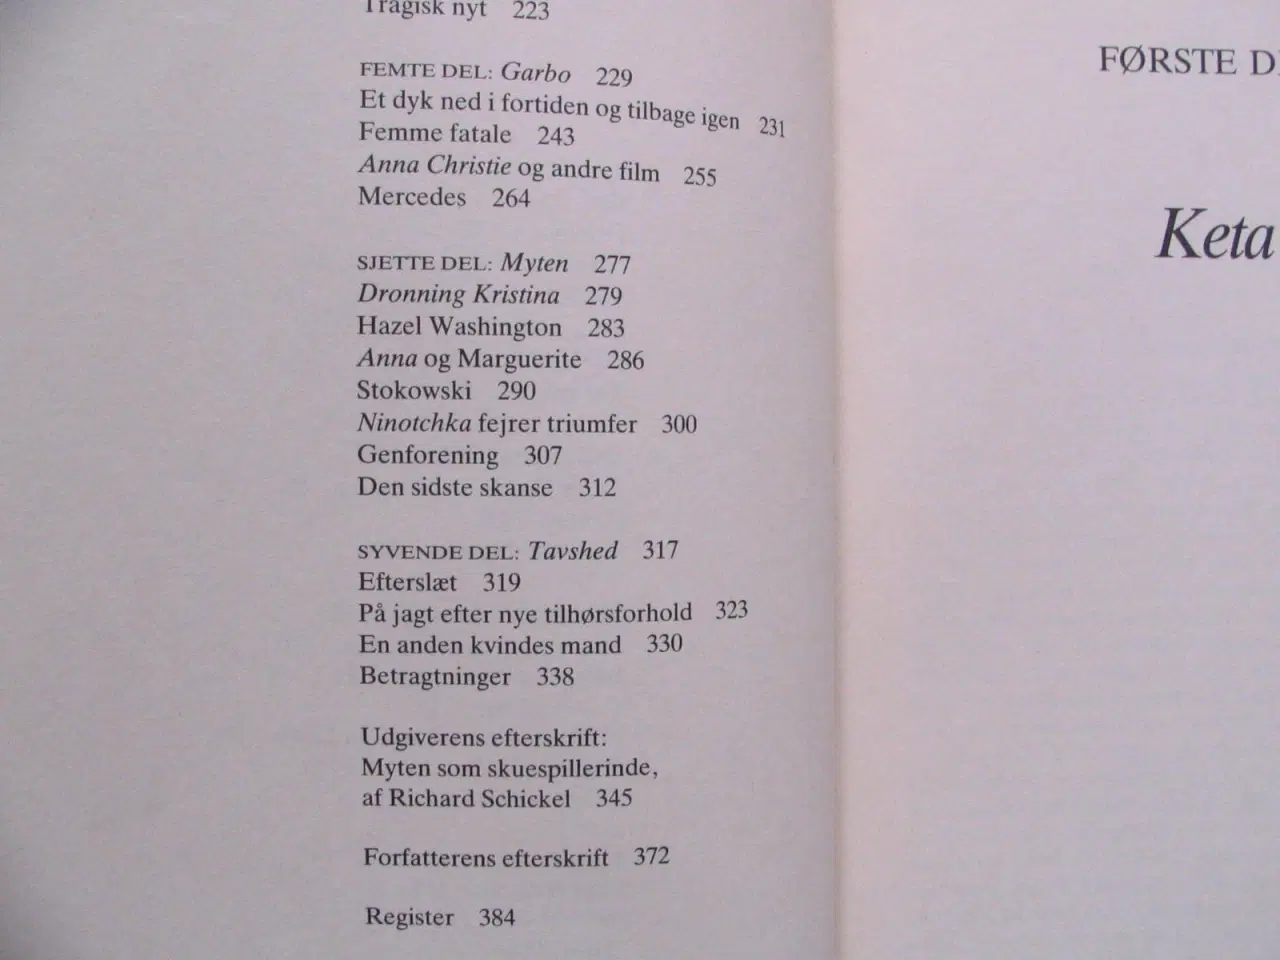 Tragisk nyt 223
FEMTE DEL: Garbo 229
Et dyk ned i fortiden og tilbage igen 231
Femme fatale 243
Anna Christie og andre film 255
Mercedes 264
SJETTE DEL: Myten 277
Dronning Kristina 279
Hazel Washington 283
Anna og Marguerite 286
Stokowski 290
Ninotchka fejrer triumfer 300
Genforening 307
Den sidste skanse 312
SYVENDE DEL: Tavshed 317
Efterslæt 319
På jagt efter nye tilhørsforhold 323
En anden kvindes mand 330
Betragtninger 338
Udgiverens efterskrift:
Myten som skuespillerinde,
af Richard Schickel 345
Forfatterens efterskrift 372
Register 384
FØRSTE D
Keta